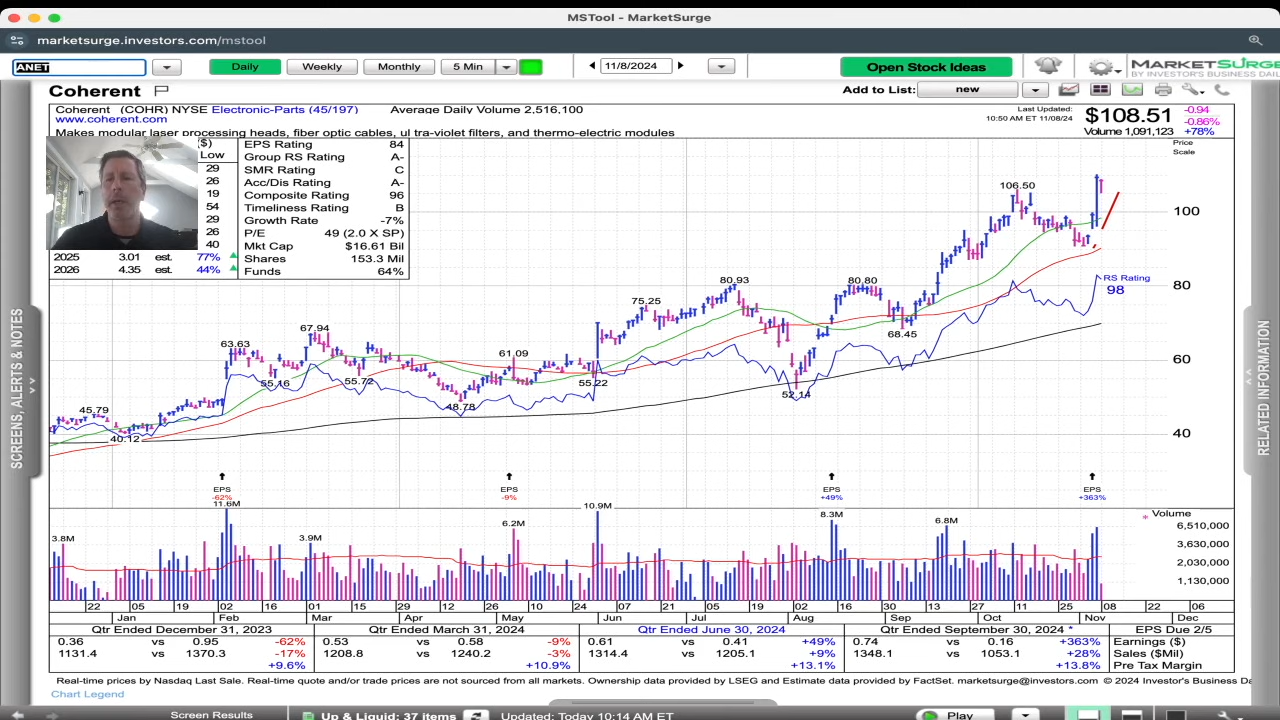 MSTool - MarketSurge
marketsurge.investors.com/mstool
ANET
Daily
Weekly
Monthly
5 Min
11/8/2024
Open Stock Ideas
MARKETSURGE
BY INVESTOR'S BUSINESS DAI
Coherent
Add to List: new
Coherent (COHR) NYSE Electronic-Parts (45/197) Average Daily Volume 2,516,100
www.coherent.com
Makes modular laser processing heads, fiber optic cables, ul tra-violet filters, and thermo-electric modules
Last Updated:
10:50 AM ET 11/08/24
$108.51
-0.94
-0.86%
Volume 1,091,123 +78%
($)
Low
29
26
19
54
29
40
2025 3.01 est. 77%
2026 4.35 est. 44%
EPS Rating 84
Group RS Rating A-
SMR Rating C
Acc/Dis Rating A-
Composite Rating 96
Timeliness Rating B
Growth Rate -7%
P/E 49 (2.0 X SP)
Mkt Cap $16.61 Bil
Shares 153.3 Mil
Funds 64%
Price
Scale
100
80
60
40
106.50
RS Rating
98
80.93
80.80
75.25
67.94
68.45
63.63
61.09
55.16
55.72
55.22
52.14
48.78
45.79
40.12
EPS
-62%
EPS
-9%
EPS
+49%
EPS
+363%
11.6M
10.9M
8.3M
6.8M
6.2M
3.9M
3.8M
Volume
6,510,000
3,630,000
2,030,000
1,130,000
22 05 19 02 16 01 15 29 12 26 10 24 07 21 05 19 02 16 30 13 27 11 25 08 22 06
Jan Feb Mar Apr May Jun Jul Aug Sep Oct Nov Dec
Qtr Ended December 31, 2023
0.36 vs 0.95 -62%
1131.4 vs 1370.3 -17%
+9.6%
Qtr Ended March 31, 2024
0.53 vs 0.58 -9%
1208.8 vs 1240.2 -3%
+10.9%
Qtr Ended June 30, 2024
0.61 vs 0.41 +49%
1314.4 vs 1205.1 +9%
+13.1%
Qtr Ended September 30, 2024 *
0.74 vs 0.16 +363%
1348.1 vs 1053.1 +28%
+13.8%
EPS Due 2/5
Earnings ($)
Sales ($Mil)
Pre Tax Margin
Real-time prices by Nasdaq Last Sale. Real-time quote and/or trade prices are not sourced from all markets. Ownership data provided by LSEG and Estimate data provided by FactSet. marketsurge@investors.com © 2024 Investor's Business Da
Chart Legend
SCREENS, ALERTS & NOTES
RELATED INFORMATION
Screen Results
Up & Liquid: 37 items
Updated: Today 10:14 AM ET
Play